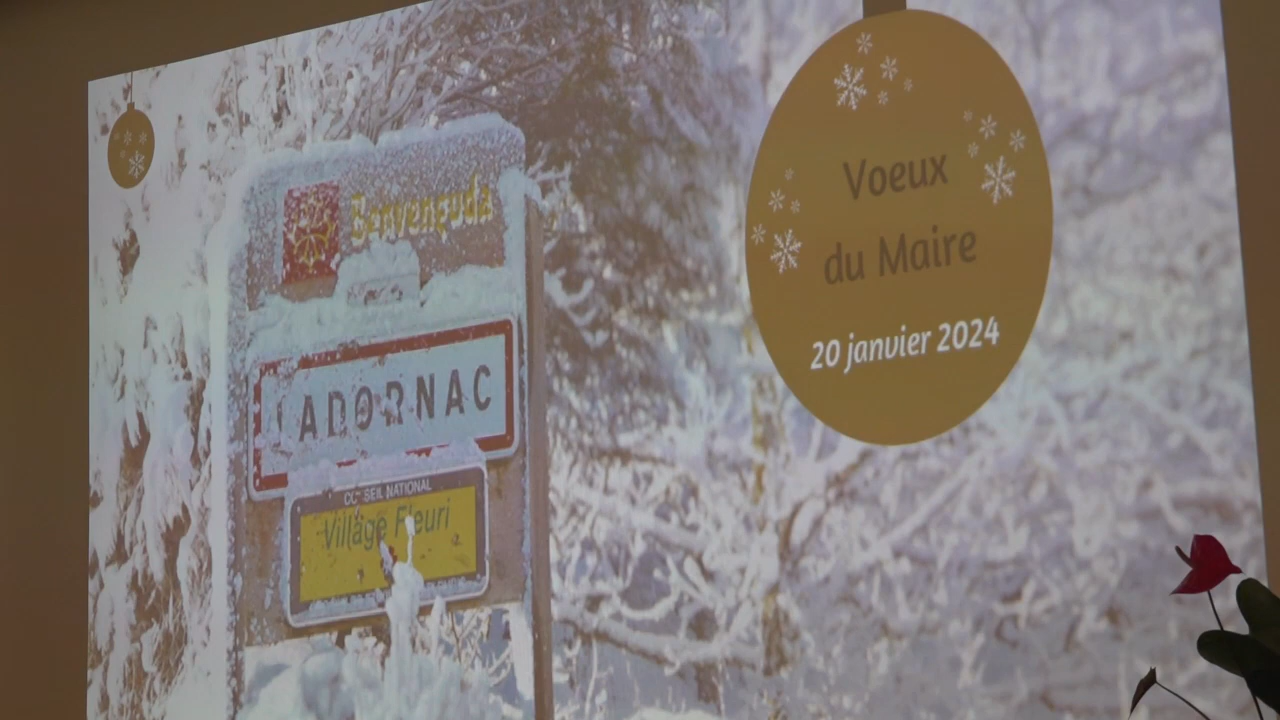 Benvenguda
LADORNAC
CONSEIL NATIONAL
Village Fleuri
Voeux
du Maire
20 janvier 2024